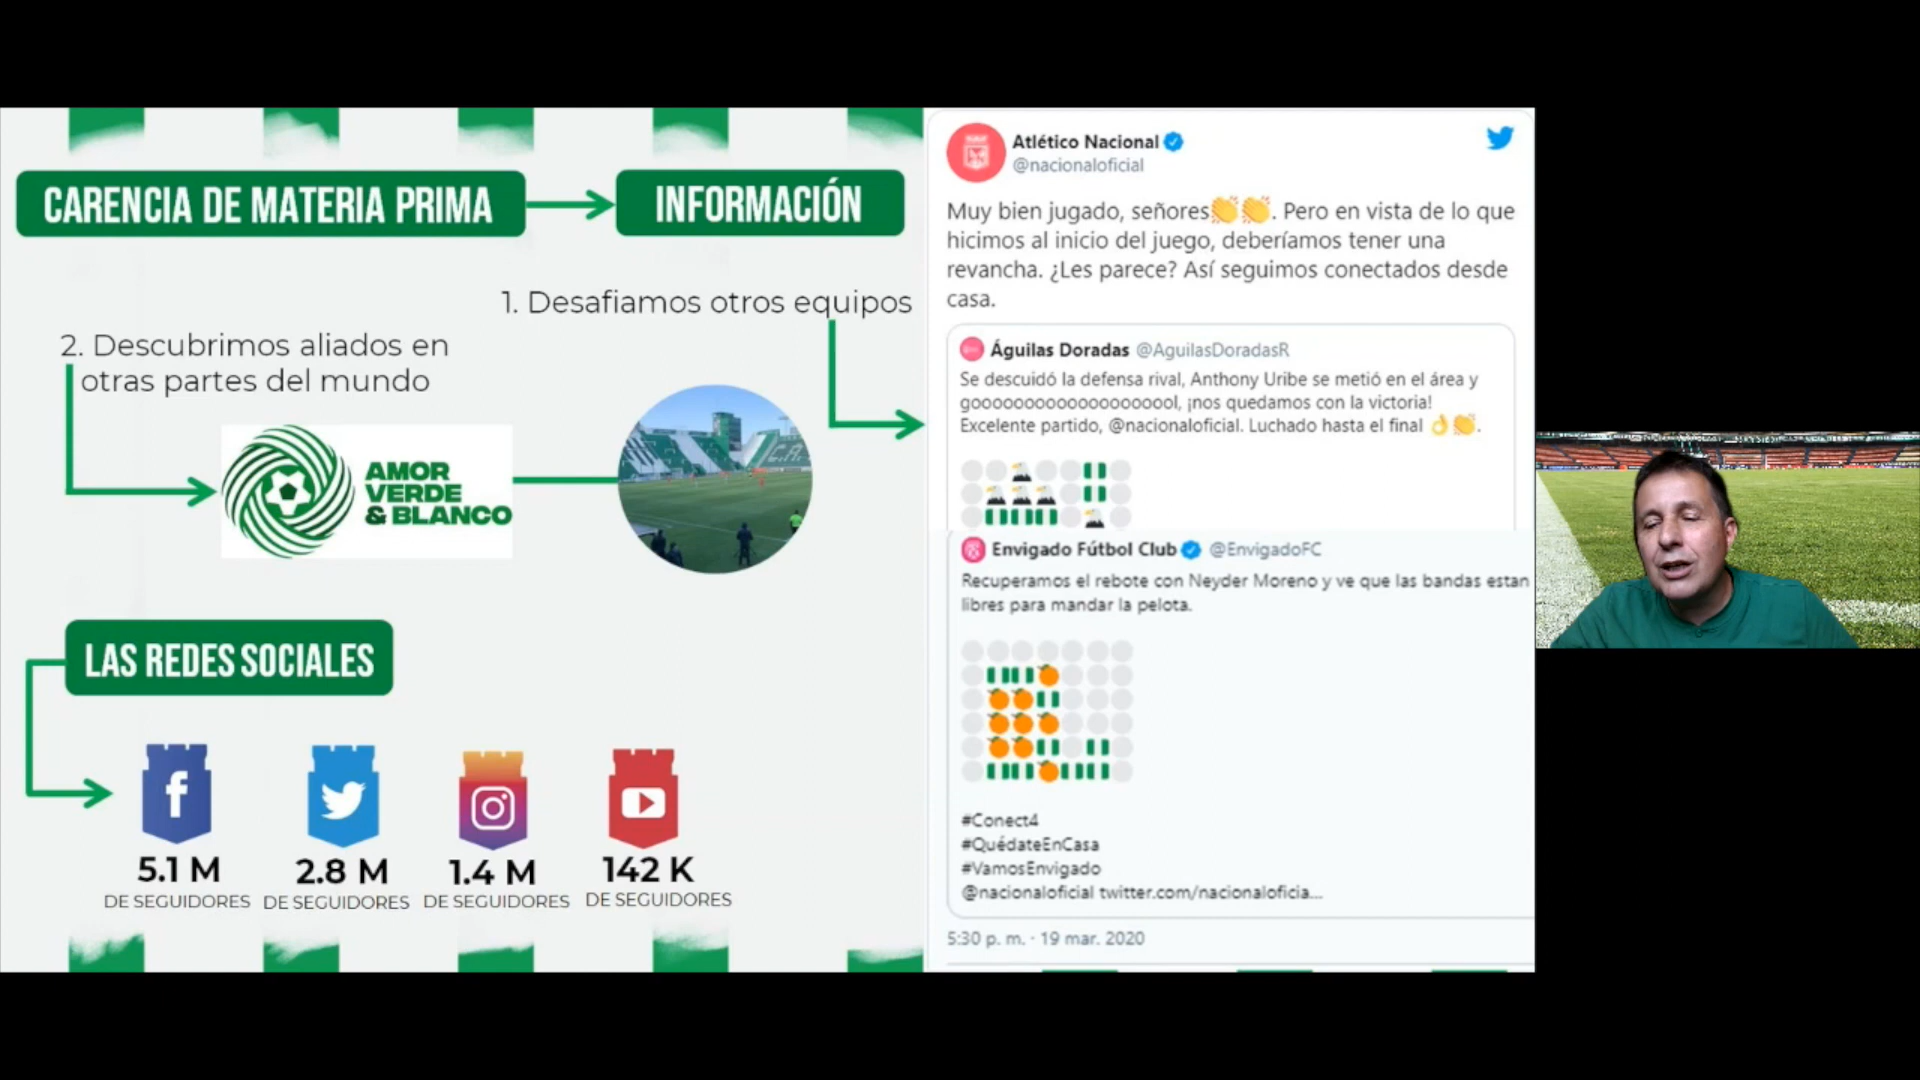 CARENCIA DE MATERIA PRIMA
INFORMACIÓN
1. Desafiamos otros equipos
2. Descubrimos aliados en
otras partes del mundo
AMOR
VERDE
& BLANCO
LAS REDES SOCIALES
5.1 M
DE SEGUIDORES
2.8 M
DE SEGUIDORES
1.4 M
DE SEGUIDORES
142 K
DE SEGUIDORES
Atlético Nacional
@nacionaloficial
Muy bien jugado, señores👏👏. Pero en vista de lo que
hicimos al inicio del juego, deberíamos tener una
revancha. ¿Les parece? Así seguimos conectados desde
casa.
Águilas Doradas @AguilasDoradasR
Se descuidó la defensa rival, Anthony Uribe se metió en el área y
goooooooooooooooooool, ¡nos quedamos con la victoria!
Excelente partido, @nacionaloficial. Luchado hasta el final 👌👏.
Envigado Fútbol Club @EnvigadoFC
Recuperamos el rebote con Neyder Moreno y ve que las bandas estan
libres para mandar la pelota.
#Conect4
#QuédateEnCasa
#VamosEnvigado
@nacionaloficial twitter.com/nacionaloficia...
5:30 p. m. · 19 mar. 2020